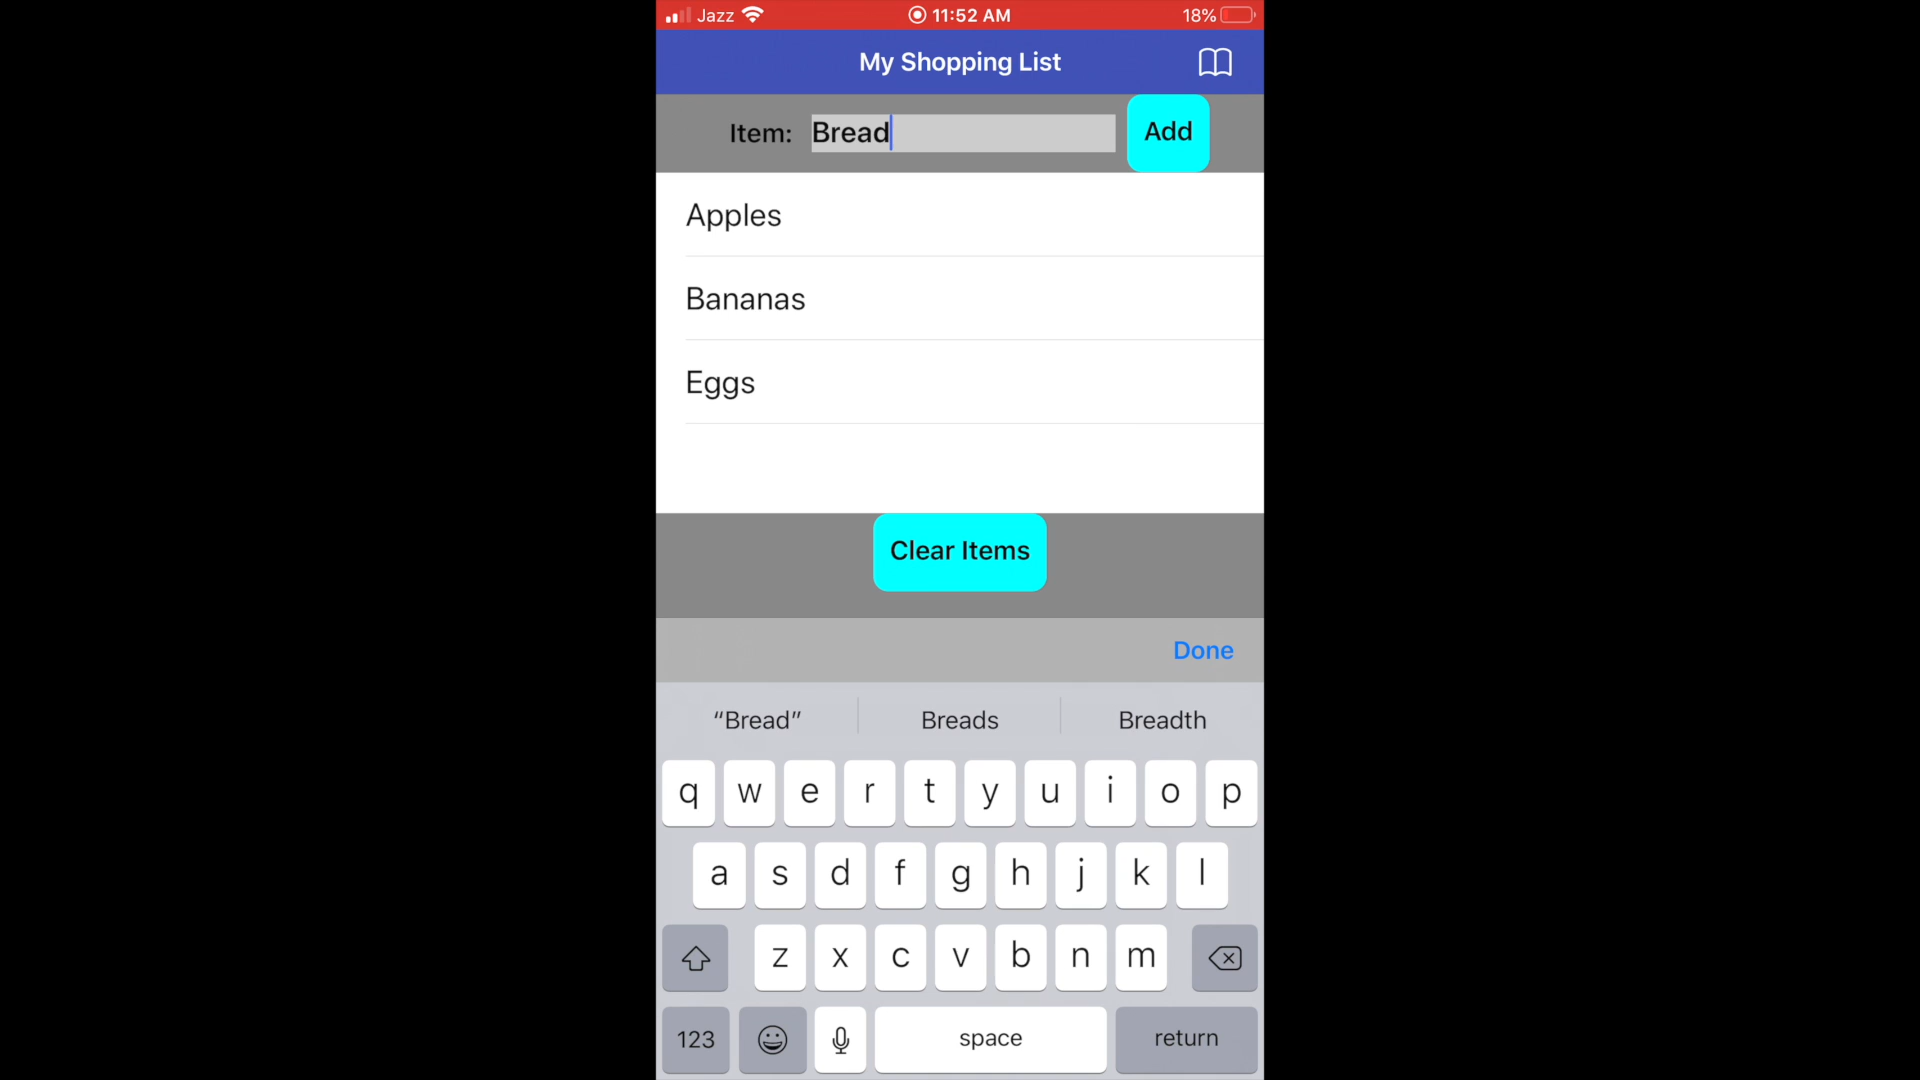 Jazz 11:52 AM 18%
My Shopping List
Item: Bread Add
Apples
Bananas
Eggs
Clear Items
Done
“Bread” Breads Breadth
q w e r t y u i o p
a s d f g h j k l
z x c v b n m
123 space return